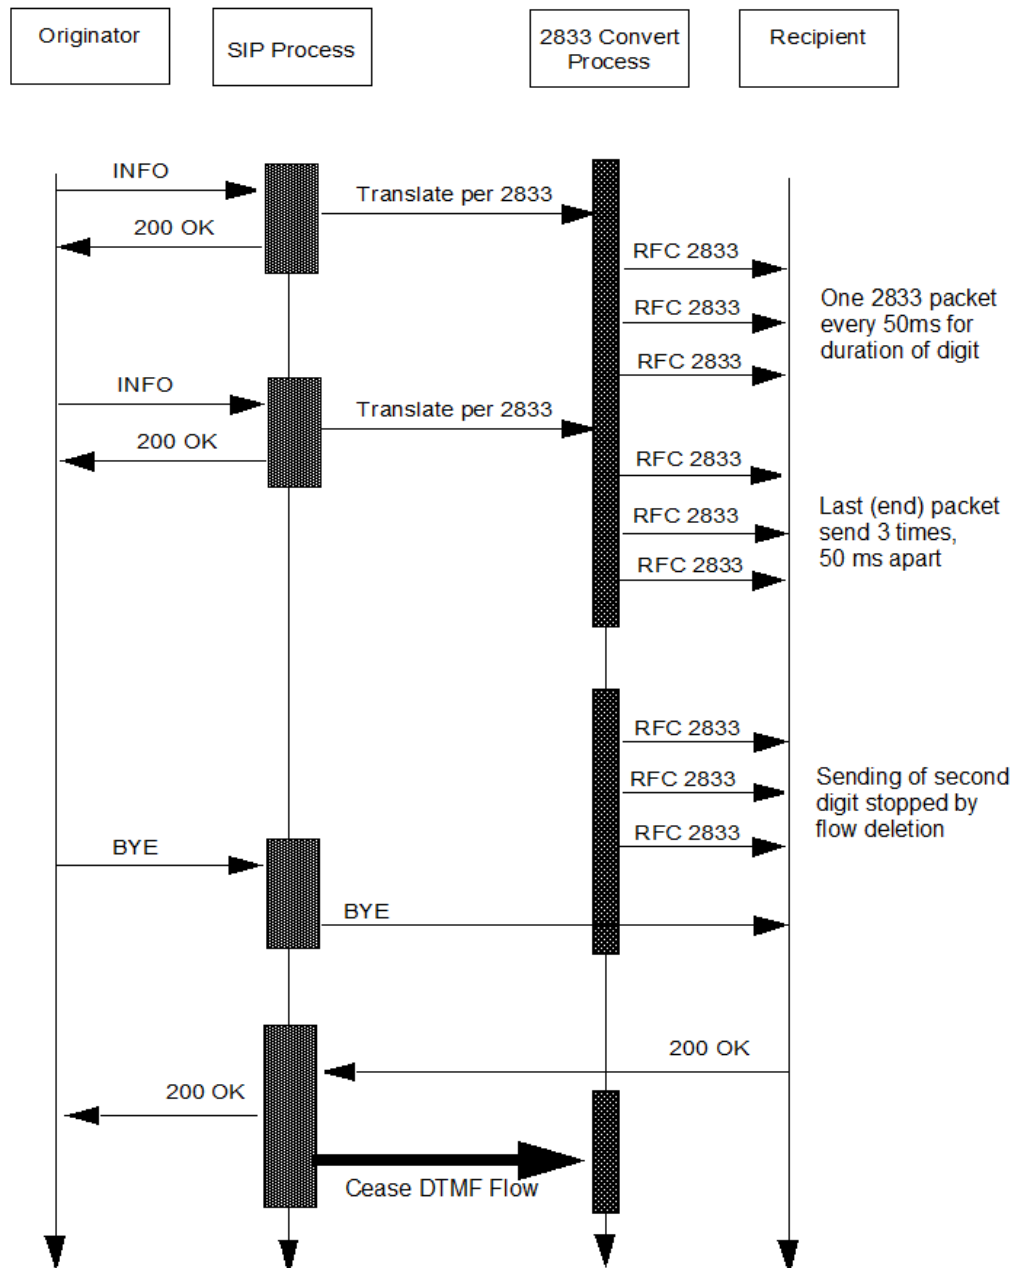 Originator
SIP Process
2833 Convert
Process
Recipient
INFO
Translate per 2833
200 OK
RFC 2833
RFC 2833
RFC 2833
One 2833 packet
every 50ms for
duration of digit
INFO
Translate per 2833
200 OK
RFC 2833
RFC 2833
RFC 2833
Last (end) packet
send 3 times,
50 ms apart
RFC 2833
RFC 2833
RFC 2833
Sending of second
digit stopped by
flow deletion
BYE
BYE
200 OK
200 OK
Cease DTMF Flow